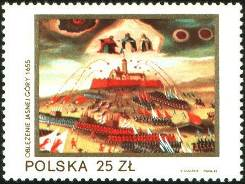 OBLĘŻENIE JASNEJ GÓRY 1655
POLSKA 25 ZŁ